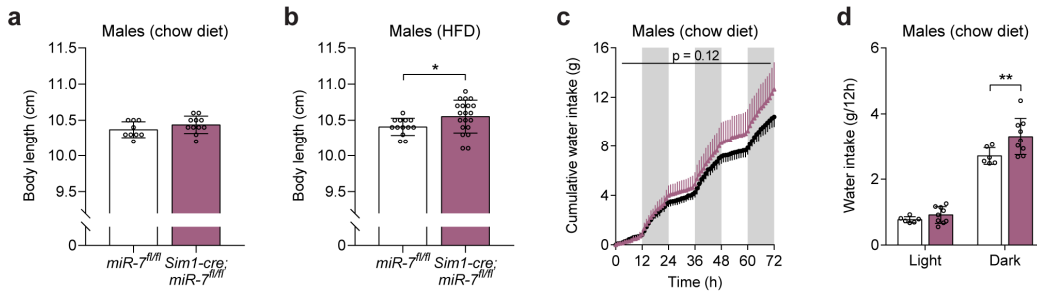 a
Males (chow diet)
Body length (cm)
11.5
11.0
10.5
10.0
9.5
0
miR-7fl/fl
Sim1-cre;
miR-7fl/fl
b
Males (HFD)
*
Body length (cm)
11.5
11.0
10.5
10.0
9.5
0
miR-7fl/fl
Sim1-cre;
miR-7fl/fl
c
Males (chow diet)
p = 0.12
Cumulative water intake (g)
16
12
8
4
0
0 12 24 36 48 60 72
Time (h)
d
Males (chow diet)
**
Water intake (g/12h)
6
4
2
0
Light Dark